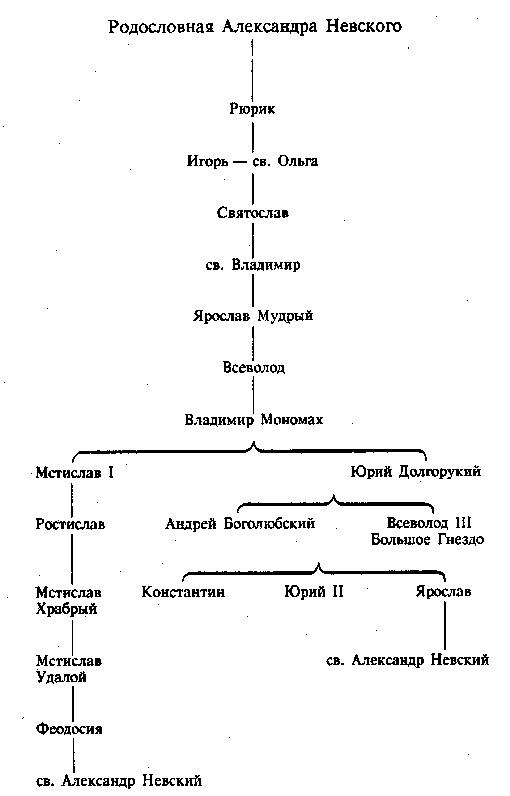 Родословная Александра Невского
Рюрик
Игорь — св. Ольга
Святослав
св. Владимир
Ярослав Мудрый
Всеволод
Владимир Мономах
Мстислав I
Юрий Долгорукий
Ростислав
Андрей Боголюбский
Всеволод III
Большое Гнездо
Мстислав
Храбрый
Константин
Юрий II
Ярослав
Мстислав
Удалой
св. Александр Невский
Феодосия
св. Александр Невский